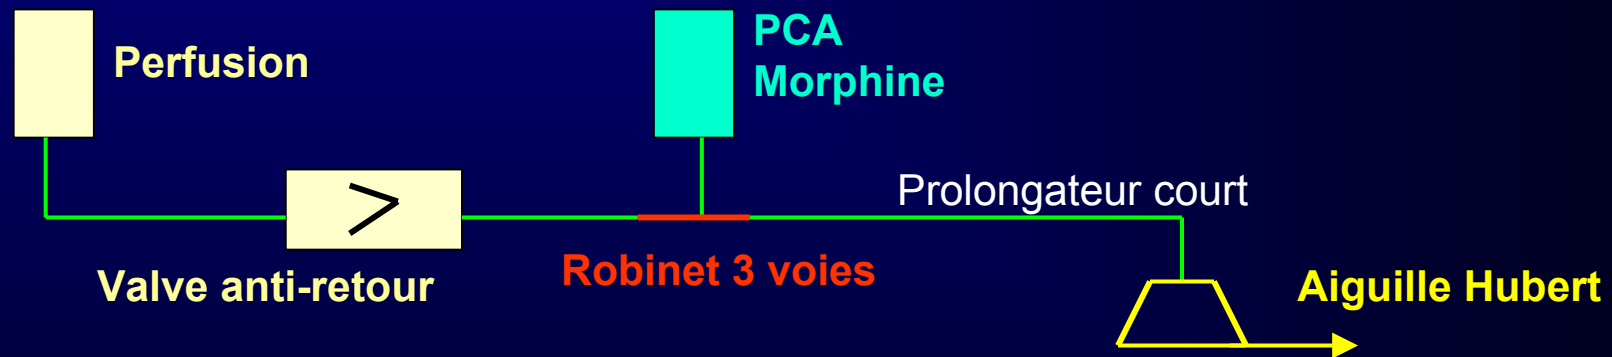 Perfusion
PCA
Morphine
Prolongateur court
Valve anti-retour
Robinet 3 voies
Aiguille Hubert